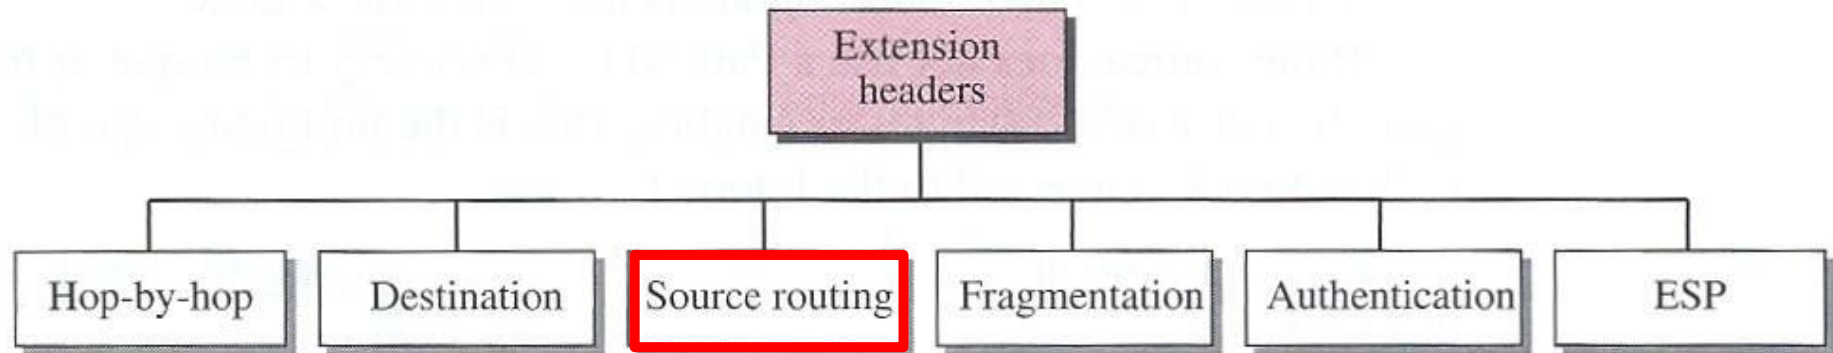 Extension
headers
Hop-by-hop
Destination
Source routing
Fragmentation
Authentication
ESP